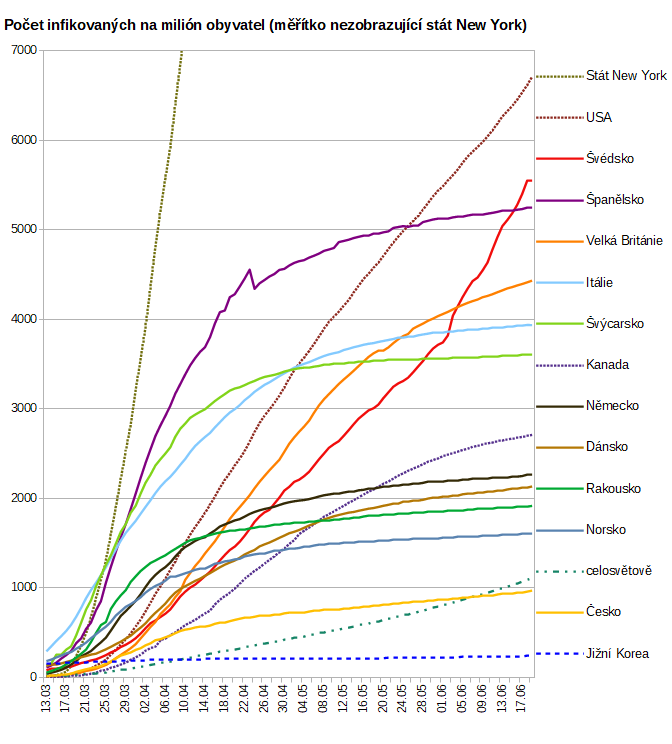 Počet infikovaných na milión obyvatel (měřítko nezobrazující stát New York)
7000
6000
5000
4000
3000
2000
1000
0
Stát New York
USA
Švédsko
Španělsko
Velká Británie
Itálie
Švýcarsko
Kanada
Německo
Dánsko
Rakousko
Norsko
celosvětově
Česko
Jižní Korea
13.03
17.03
21.03
25.03
29.03
02.04
06.04
10.04
14.04
18.04
22.04
26.04
30.04
04.05
08.05
12.05
16.05
20.05
24.05
28.05
01.06
05.06
09.06
13.06
17.06